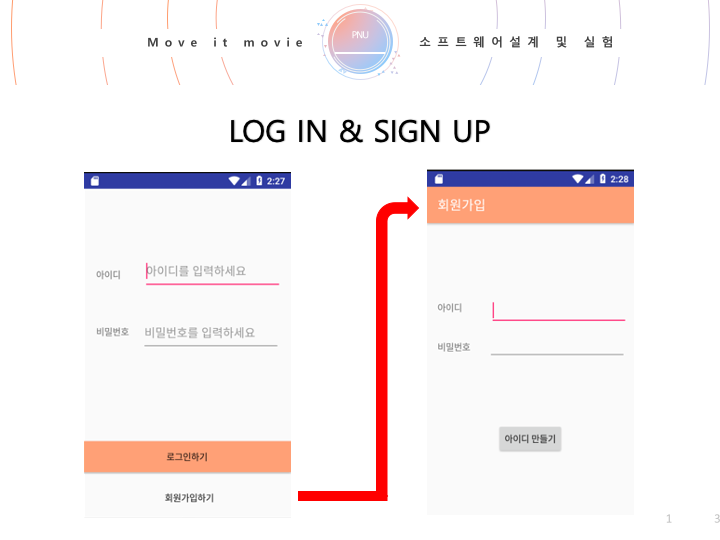 Move it movie
PNU
소프트웨어설계 및 실험
LOG IN & SIGN UP
2:27
아이디
아이디를 입력하세요
비밀번호
비밀번호를 입력하세요
로그인하기
회원가입하기
2:28
회원가입
아이디
비밀번호
아이디 만들기
1 3